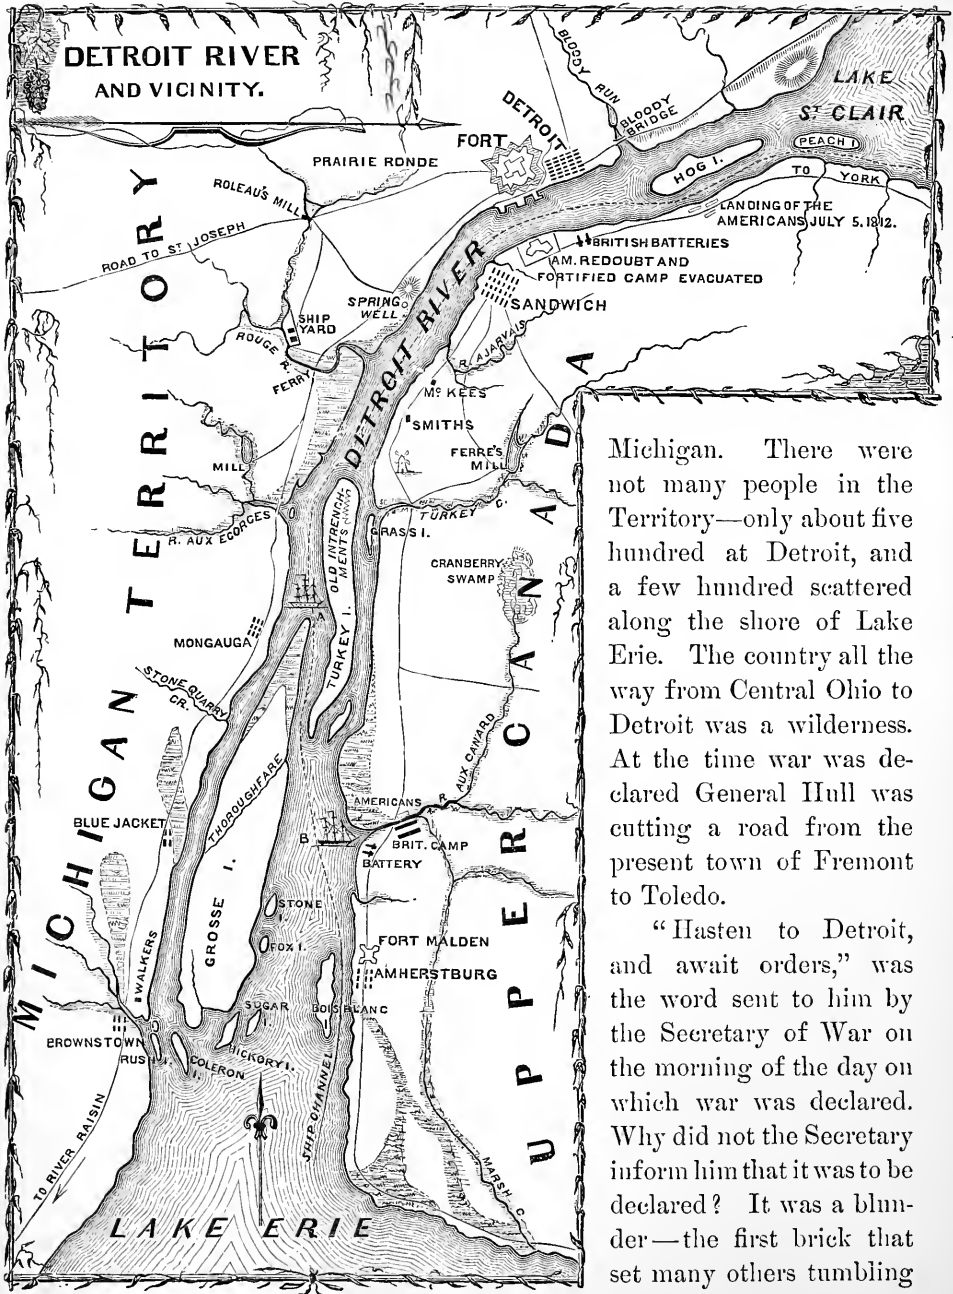 DETROIT RIVER
AND VICINITY.
LAKE
ST. CLAIR
PEACH I
HOG I.
TO YORK
BLOODY RUN
BLOODY
BRIDGE
DETROIT
FORT
PRAIRIE RONDE
ROLEAU'S MILL
ROAD TO ST JOSEPH
LANDING OF THE
AMERICANS JULY 5. 1812.
BRITISH BATTERIES
AM. REDOUBT AND
FORTIFIED CAMP EVACUATED
SANDWICH
SPRING
WELL
SHIP
YARD
ROUGE R.
FERRY
DETROIT RIVER
DETROIT RIVER
R. AJARVAIS
Mc KEES
SMITHS
FERRE'S
MILL
MILL
TURKEY C.
R. AUX ECORCES
GRASS I.
OLD INTRENCH-
MENTS
TURKEY I.
CRANBERRY
SWAMP
A
MONGAUGA
STONE QUARRY
CR.
THOROUGHFARE
R. AUX CANARD
AMERICANS
BRIT. CAMP
BATTERY
B
BLUE JACKET
GROSSE I.
STONE
I.
FOX I.
FORT MALDEN
AMHERSTBURG
WALKERS
SUGAR
I.
BOIS BLANC
BROWNSTOWN
RUSH I.
COLERON
I.
HICKORY I.
SHIP CHANNEL
TO RIVER RAISIN
MARSH C.
LAKE ERIE
MICHIGAN TERRITORY
UPPER CANADA
Michigan. There were
not many people in the
Territory—only about five
hundred at Detroit, and
a few hundred scattered
along the shore of Lake
Erie. The country all the
way from Central Ohio to
Detroit was a wilderness.
At the time war was de-
clared General Hull was
cutting a road from the
present town of Fremont
to Toledo.
“Hasten to Detroit,
and await orders,” was
the word sent to him by
the Secretary of War on
the morning of the day on
which war was declared.
Why did not the Secretary
inform him that it was to be
declared? It was a blun-
der—the first brick that
set many others tumbling